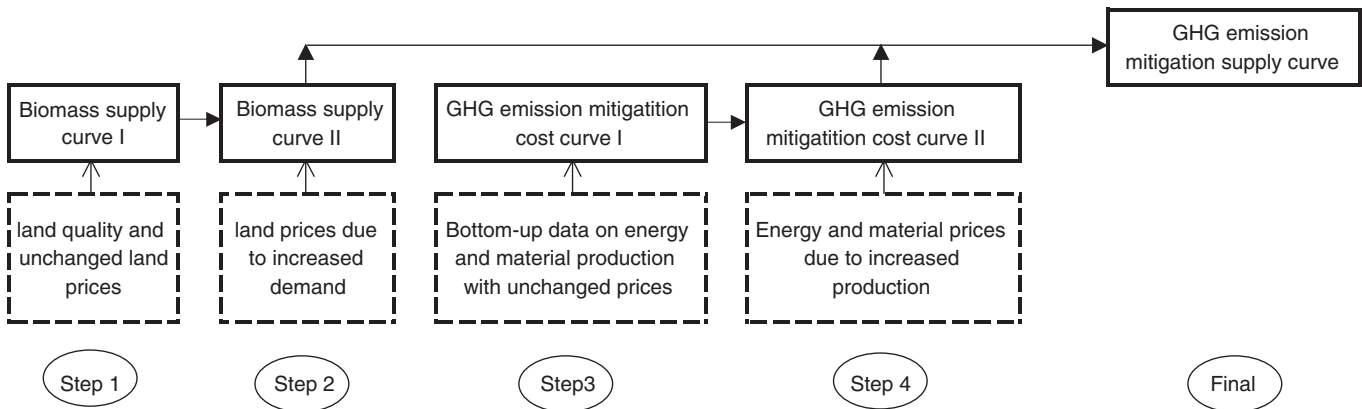 GHG emission
mitigation supply curve
Biomass supply
curve I
Biomass supply
curve II
GHG emission mitigatition
cost curve I
GHG emission
mitigatition cost curve II
land quality and
unchanged land
prices
land prices due
to increased
demand
Bottom-up data on energy
and material production
with unchanged prices
Energy and material prices
due to increased
production
Step 1
Step 2
Step3
Step 4
Final